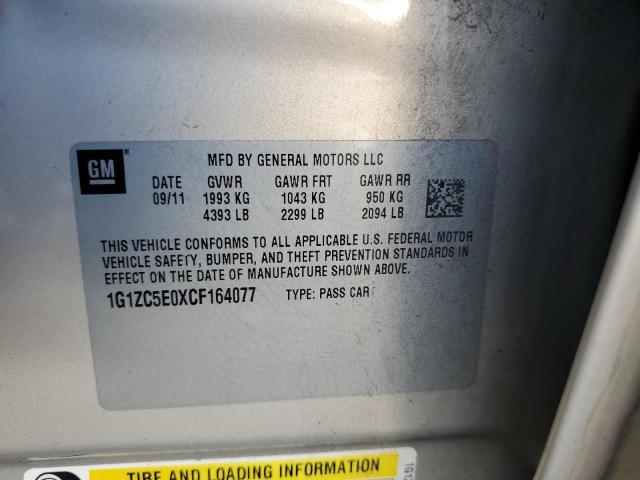 GM
MFD BY GENERAL MOTORS LLC
DATE GVWR GAWR FRT GAWR RR
09/11 1993 KG 1043 KG 950 KG
4393 LB 2299 LB 2094 LB
THIS VEHICLE CONFORMS TO ALL APPLICABLE U.S. FEDERAL MOTOR
VEHICLE SAFETY, BUMPER, AND THEFT PREVENTION STANDARDS IN
EFFECT ON THE DATE OF MANUFACTURE SHOWN ABOVE.
1G1ZC5E0XCF164077 TYPE: PASS CAR
TIRE AND LOADING INFORMATION